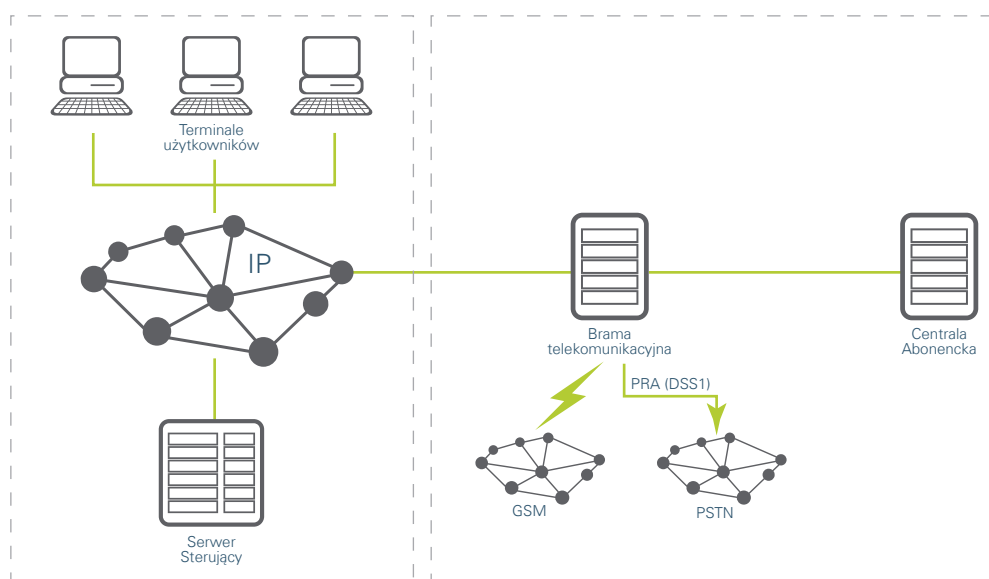 Terminale
użytkowników
IP
Brama
telekomunikacyjna
Centrala
Abonencka
PRA (DSS1)
GSM
PSTN
Serwer
Sterujący